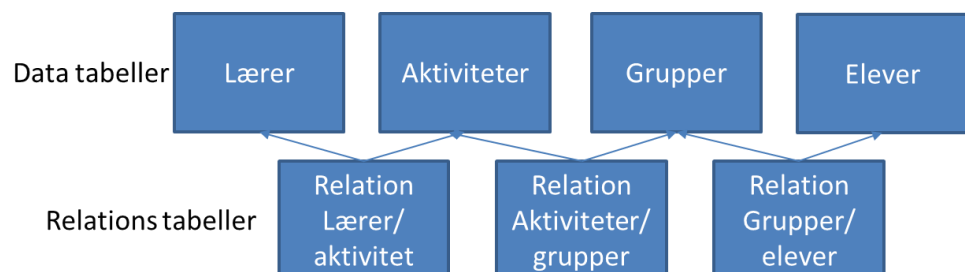 Data tabeller
Lærer
Aktiviteter
Grupper
Elever
Relations tabeller
Relation
Lærer/
aktivitet
Relation
Aktiviteter/
grupper
Relation
Grupper/
elever